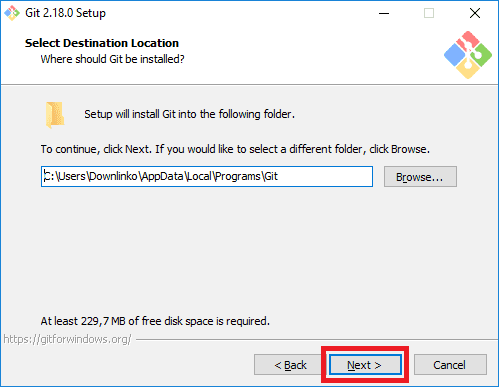 Git 2.18.0 Setup
Select Destination Location
Where should Git be installed?
Setup will install Git into the following folder.
To continue, click Next. If you would like to select a different folder, click Browse.
C:\Users\Downlinko\AppData\Local\Programs\Git
Browse...
At least 229,7 MB of free disk space is required.
https://gitforwindows.org/
< Back
Next >
Cancel